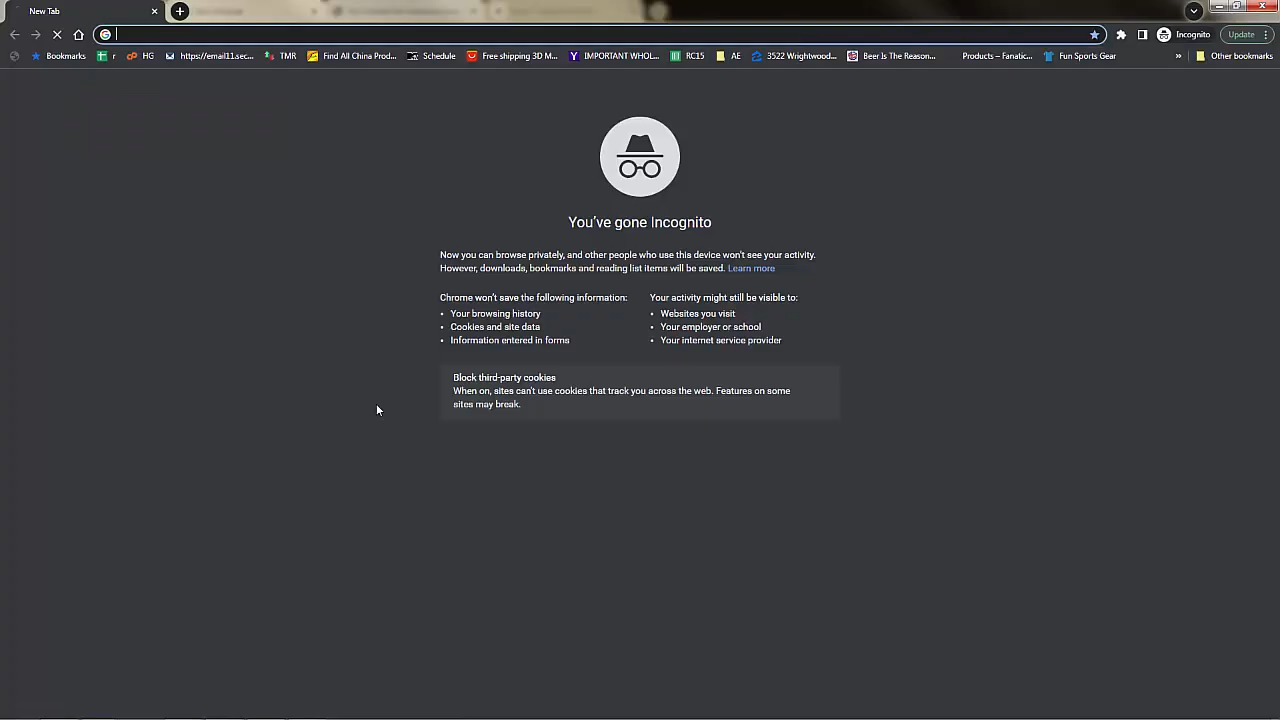 New Tab
Incognito
Update
Bookmarks
r
HG
https://email11.sec...
TMR
Find All China Prod...
Schedule
Free shipping 3D M...
IMPORTANT WHOL...
RC15
AE
3522 Wrightwood...
Beer Is The Reason...
Products – Fanatic...
Fun Sports Gear
»
Other bookmarks
You've gone Incognito
Now you can browse privately, and other people who use this device won't see your activity.
However, downloads, bookmarks and reading list items will be saved. Learn more
Chrome won't save the following information:
• Your browsing history
• Cookies and site data
• Information entered in forms
Your activity might still be visible to:
• Websites you visit
• Your employer or school
• Your internet service provider
Block third-party cookies
When on, sites can't use cookies that track you across the web. Features on some
sites may break.